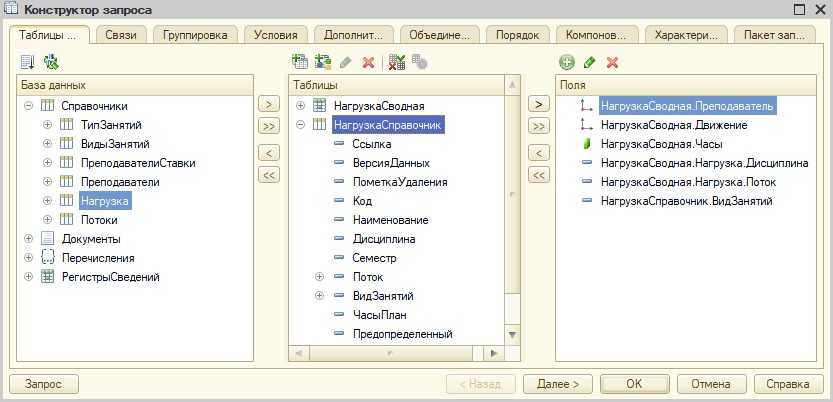 Конструктор запроса
Таблицы ...
Связи
Группировка
Условия
Дополнит...
Объедине...
Порядок
Компонов...
Характери...
Пакет зап...
База данных
Справочники
ТипЗанятий
ВидыЗанятий
ПреподавателиСтавки
Преподаватели
Нагрузка
Потоки
Документы
Перечисления
РегистрыСведений
>
>>
<
<<
Таблицы
НагрузкаСводная
НагрузкаСправочник
Ссылка
ВерсияДанных
ПометкаУдаления
Код
Наименование
Дисциплина
Семестр
Поток
ВидЗанятий
ЧасыПлан
Предопределенный
>
>>
<
<<
Поля
НагрузкаСводная.Преподаватель
НагрузкаСводная.Движение
НагрузкаСводная.Часы
НагрузкаСводная.Нагрузка.Дисциплина
НагрузкаСводная.Нагрузка.Поток
НагрузкаСправочник.ВидЗанятий
Запрос
< Назад
Далее >
ОК
Отмена
Справка